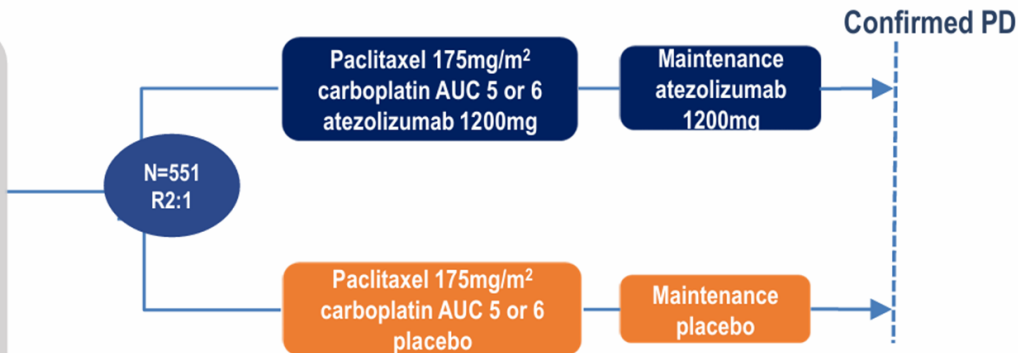 Confirmed PD
Paclitaxel 175mg/m²
carboplatin AUC 5 or 6
atezolizumab 1200mg
Maintenance
atezolizumab
1200mg
N=551
R2:1
Paclitaxel 175mg/m²
carboplatin AUC 5 or 6
placebo
Maintenance
placebo